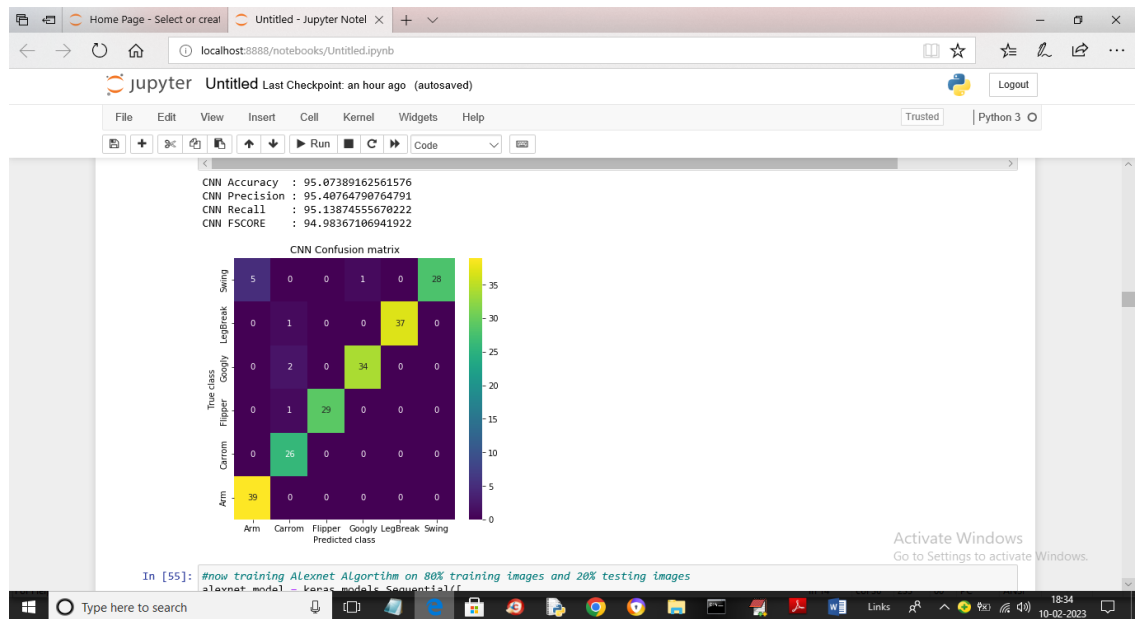 Home Page - Select or creat
Untitled - Jupyter Notel
localhost:8888/notebooks/Untitled.ipynb
jupyter Untitled Last Checkpoint: an hour ago (autosaved)
Logout
File Edit View Insert Cell Kernel Widgets Help
Trusted
Python 3
Run
Code
CNN Accuracy : 95.07389162561576
CNN Precision : 95.40764790764791
CNN Recall : 95.13874555670222
CNN FSCORE : 94.98367106941922
CNN Confusion matrix
Swing 5 0 0 1 0 28
LegBreak 0 1 0 0 37 0
Googly 0 2 0 34 0 0
Flipper 0 1 29 0 0 0
Carrom 0 26 0 0 0 0
Arm 39 0 0 0 0 0
True class
Arm Carrom Flipper Googly LegBreak Swing
Predicted class
35
30
25
20
15
10
5
0
Activate Windows
Go to Settings to activate Windows.
In [55]: #now training Alexnet Algortihm on 80% training images and 20% testing images
alexnet_model = keras.models.Sequential([
Type here to search
Links
18:34
10-02-2023